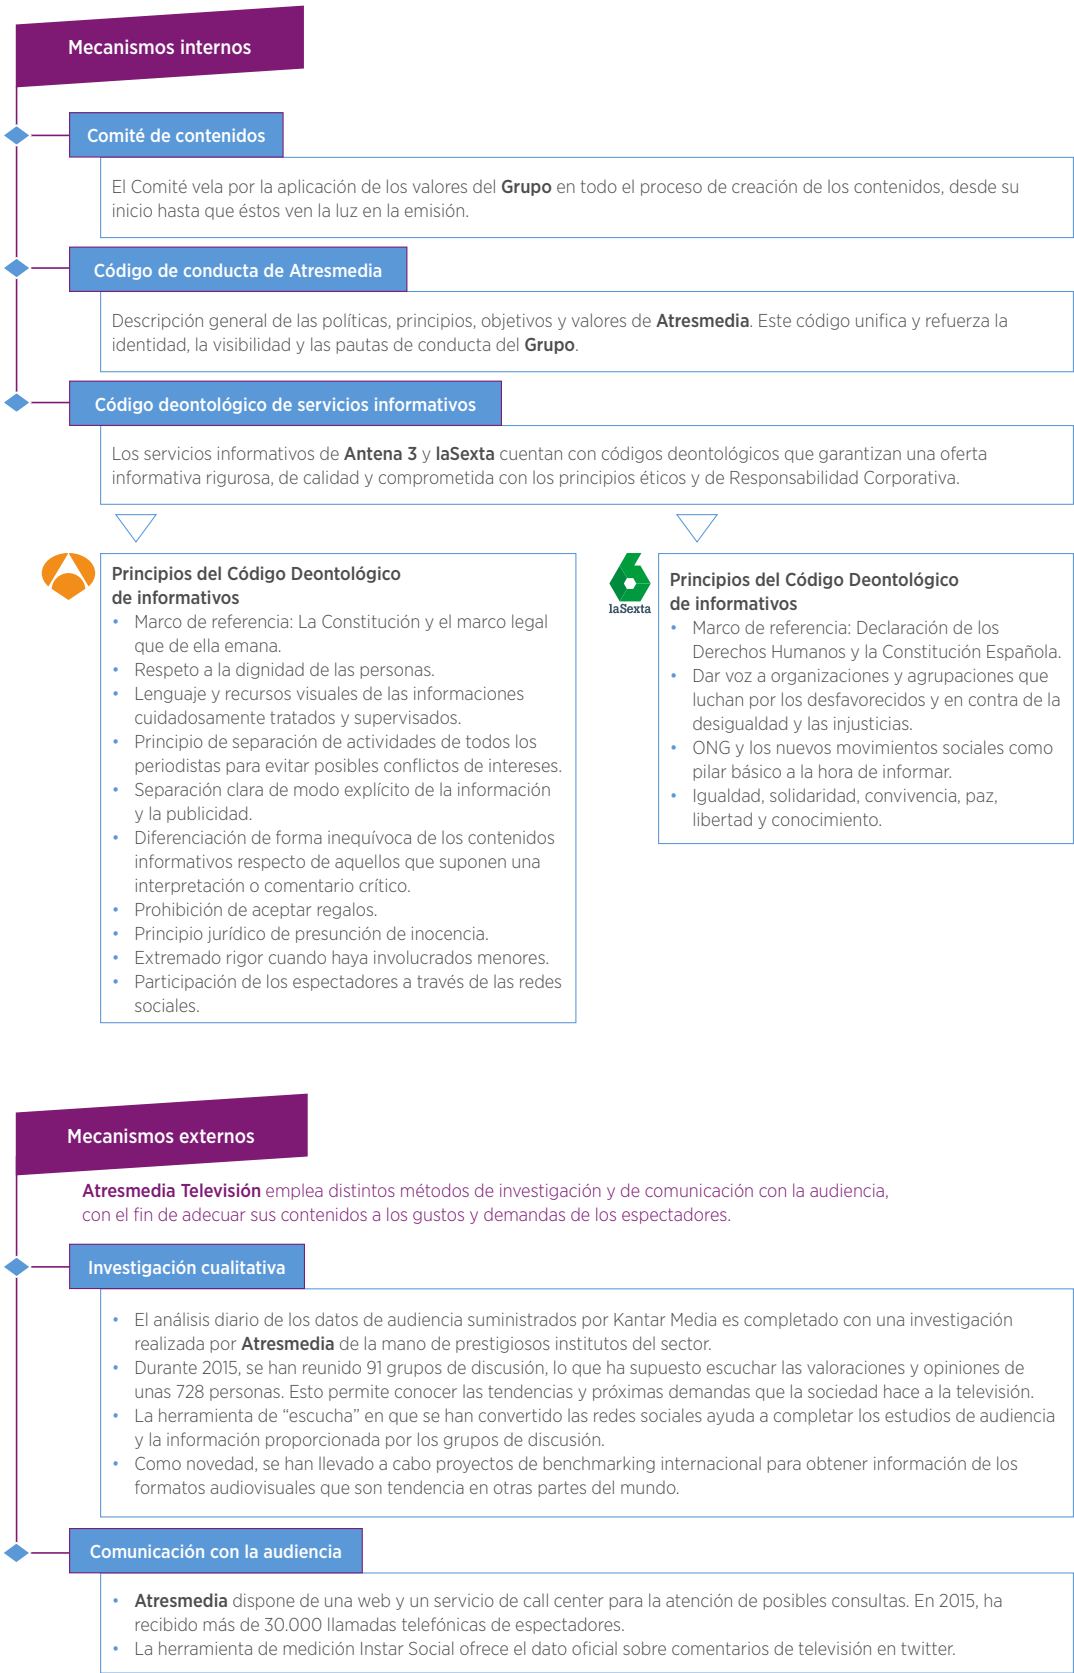 Mecanismos internos
Comité de contenidos
El Comité vela por la aplicación de los valores del Grupo en todo el proceso de creación de los contenidos, desde su
inicio hasta que éstos ven la luz en la emisión.
Código de conducta de Atresmedia
Descripción general de las políticas, principios, objetivos y valores de Atresmedia. Este código unifica y refuerza la
identidad, la visibilidad y las pautas de conducta del Grupo.
Código deontológico de servicios informativos
Los servicios informativos de Antena 3 y laSexta cuentan con códigos deontológicos que garantizan una oferta
informativa rigurosa, de calidad y comprometida con los principios éticos y de Responsabilidad Corporativa.
Principios del Código Deontológico
de informativos
• Marco de referencia: La Constitución y el marco legal
que de ella emana.
• Respeto a la dignidad de las personas.
• Lenguaje y recursos visuales de las informaciones
cuidadosamente tratados y supervisados.
• Principio de separación de actividades de todos los
periodistas para evitar posibles conflictos de intereses.
• Separación clara de modo explícito de la información
y la publicidad.
• Diferenciación de forma inequívoca de los contenidos
informativos respecto de aquellos que suponen una
interpretación o comentario crítico.
• Prohibición de aceptar regalos.
• Principio jurídico de presunción de inocencia.
• Extremado rigor cuando haya involucrados menores.
• Participación de los espectadores a través de las redes
sociales.
laSexta
Principios del Código Deontológico
de informativos
• Marco de referencia: Declaración de los
Derechos Humanos y la Constitución Española.
• Dar voz a organizaciones y agrupaciones que
luchan por los desfavorecidos y en contra de la
desigualdad y las injusticias.
• ONG y los nuevos movimientos sociales como
pilar básico a la hora de informar.
• Igualdad, solidaridad, convivencia, paz,
libertad y conocimiento.
Mecanismos externos
Atresmedia Televisión emplea distintos métodos de investigación y de comunicación con la audiencia,
con el fin de adecuar sus contenidos a los gustos y demandas de los espectadores.
Investigación cualitativa
• El análisis diario de los datos de audiencia suministrados por Kantar Media es completado con una investigación
realizada por Atresmedia de la mano de prestigiosos institutos del sector.
• Durante 2015, se han reunido 91 grupos de discusión, lo que ha supuesto escuchar las valoraciones y opiniones de
unas 728 personas. Esto permite conocer las tendencias y próximas demandas que la sociedad hace a la televisión.
• La herramienta de “escucha” en que se han convertido las redes sociales ayuda a completar los estudios de audiencia
y la información proporcionada por los grupos de discusión.
• Como novedad, se han llevado a cabo proyectos de benchmarking internacional para obtener información de los
formatos audiovisuales que son tendencia en otras partes del mundo.
Comunicación con la audiencia
• Atresmedia dispone de una web y un servicio de call center para la atención de posibles consultas. En 2015, ha
recibido más de 30.000 llamadas telefónicas de espectadores.
• La herramienta de medición Instar Social ofrece el dato oficial sobre comentarios de televisión en twitter.